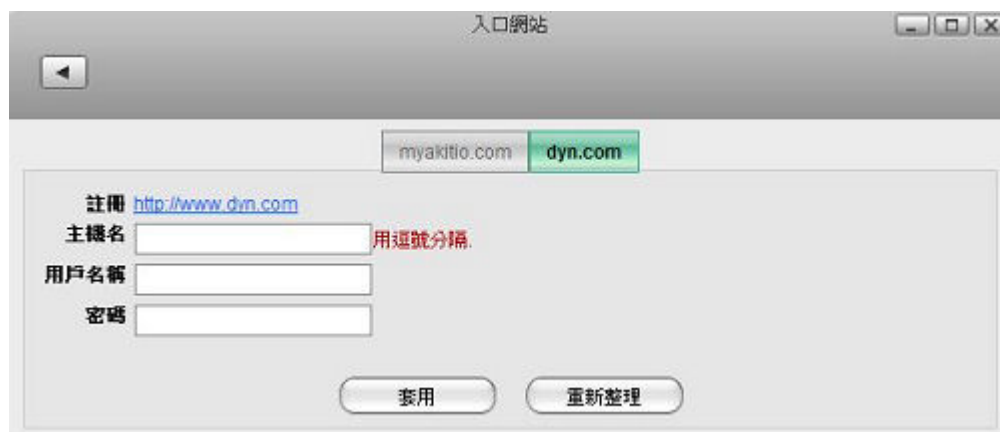 入口網站
myakitio.com dyn.com
註冊 http://www.dyn.com
主機名 用逗號分隔.
用戶名稱
密碼
套用 重新整理